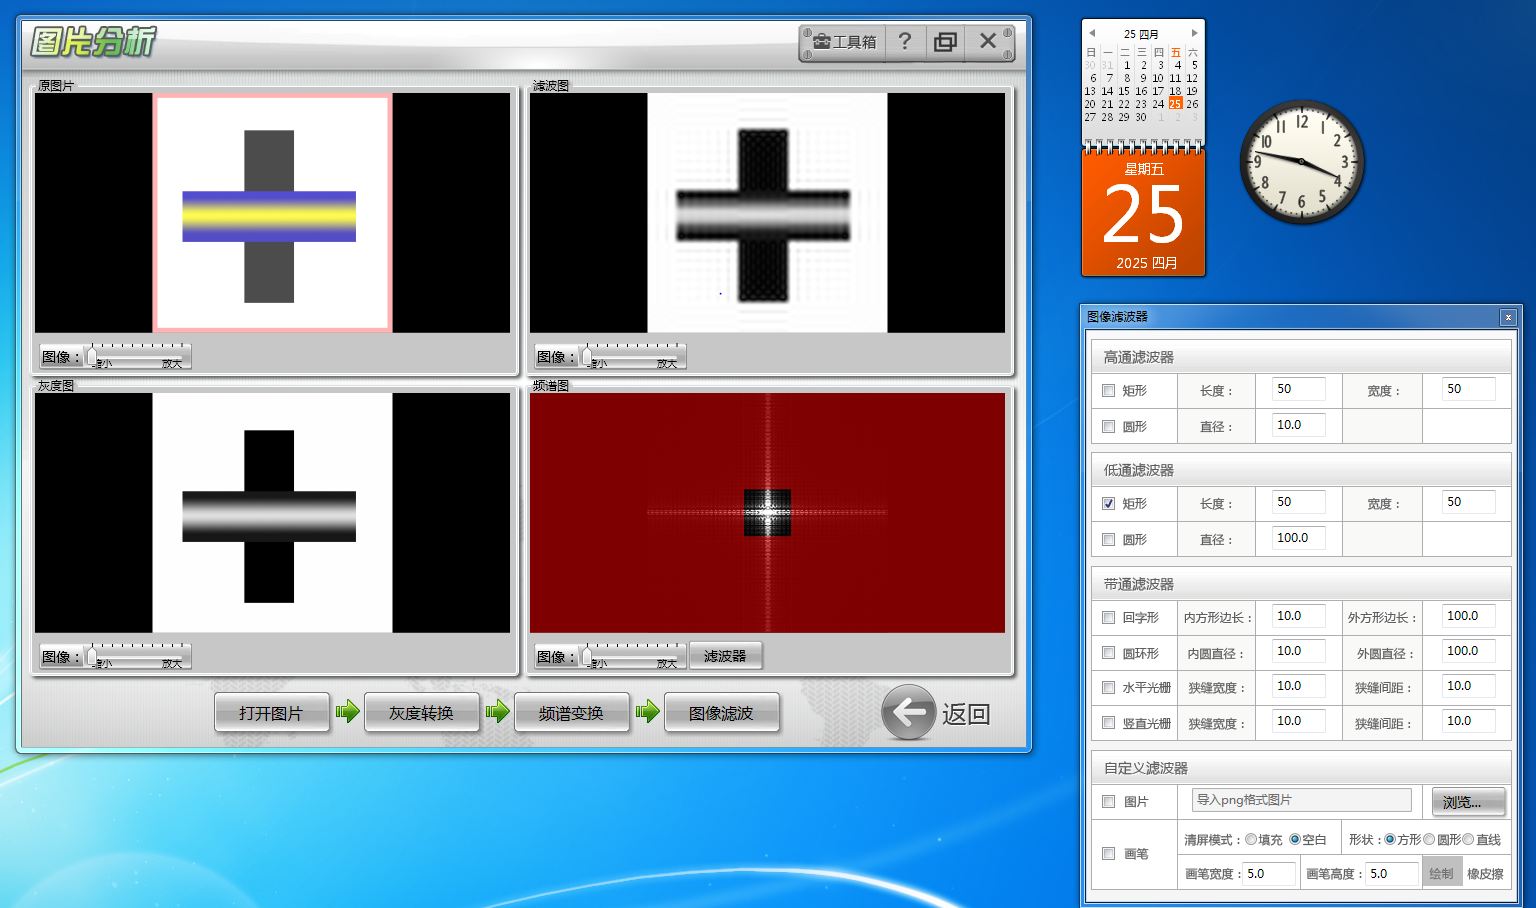 图片分析
工具箱
?
原图片
滤波图
图像：
缩小
放大
图像：
缩小
放大
灰度图
频谱图
图像：
缩小
放大
图像：
缩小
放大
滤波器
打开图片
灰度转换
频谱变换
图像滤波
返回
25 四月
日 一 二 三 四 五 六
30 31 1 2 3 4 5
6 7 8 9 10 11 12
13 14 15 16 17 18 19
20 21 22 23 24 25 26
27 28 29 30 1 2 3
星期五
25
2025 四月
12 1 2 3 4 5 6 7 8 9 10 11
图像滤波器
高通滤波器
矩形 长度： 50 宽度： 50
圆形 直径： 10.0
低通滤波器
矩形 长度： 50 宽度： 50
圆形 直径： 100.0
带通滤波器
回字形 内方形边长： 10.0 外方形边长： 100.0
圆环形 内圆直径： 10.0 外圆直径： 100.0
水平光栅 狭缝宽度： 10.0 狭缝间距： 10.0
竖直光栅 狭缝宽度： 10.0 狭缝间距： 10.0
自定义滤波器
图片 导入png格式图片 浏览...
画笔 清屏模式： 填充 空白 形状： 方形 圆形 直线
画笔宽度： 5.0 画笔高度： 5.0 绘制 橡皮擦